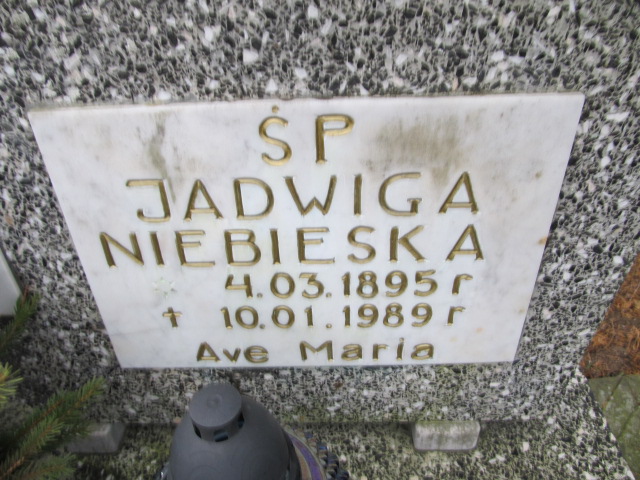 ŚP
JADWIGA
NIEBIESKA
4.03.1895 r
† 10.01.1989 r
Ave Maria